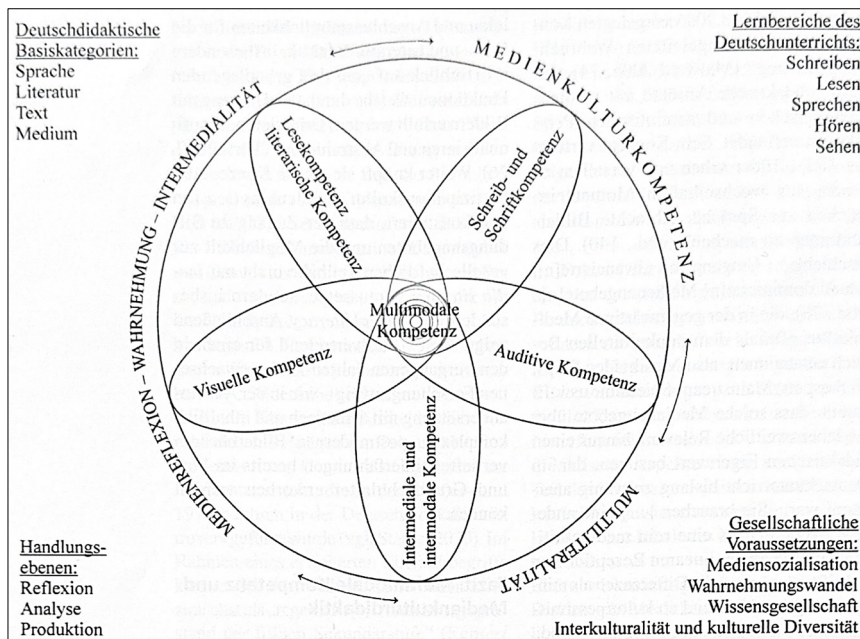 Deutschdidaktische
Basiskategorien:
Sprache
Literatur
Text
Medium
Lernbereiche des
Deutschunterrichts:
Schreiben
Lesen
Sprechen
Hören
Sehen
MEDIENKULTURKOMPETENZ
MEDIENREFLEXION – WAHRNEHMUNG – INTERMEDIALITÄT
MULTILITERALITÄT
Lesekompetenz
literarische Kompetenz
Schreib- und
Schriftkompetenz
Multimodale
Kompetenz
Visuelle Kompetenz
Auditive Kompetenz
Intermediale und
intermodale Kompetenz
Handlungs-
ebenen:
Reflexion
Analyse
Produktion
Gesellschaftliche
Voraussetzungen:
Mediensozialisation
Wahrnehmungswandel
Wissensgesellschaft
Interkulturalität und kulturelle Diversität